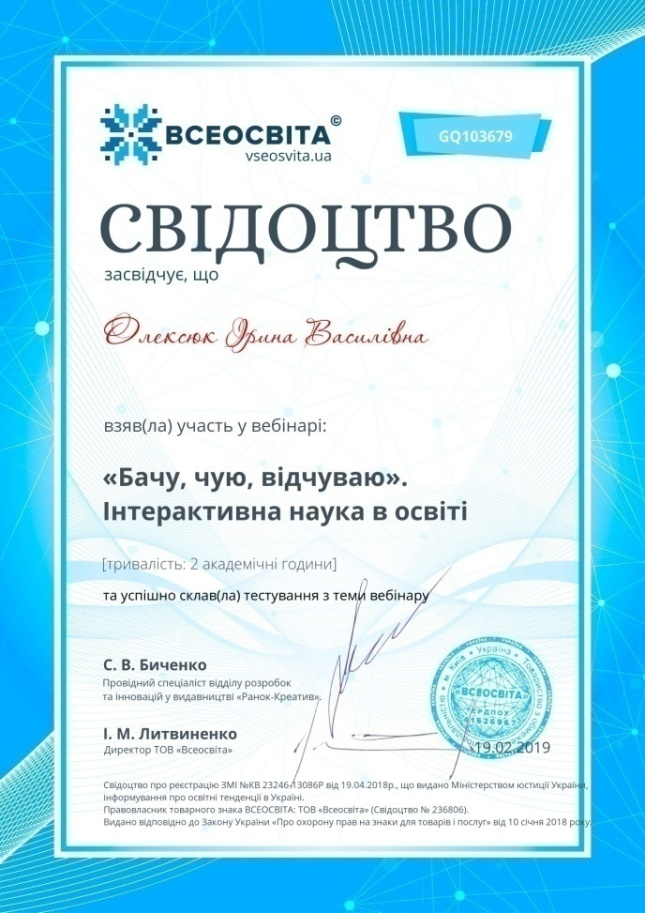 ВСЕОСВІТА©
vseosvita.ua
GQ103679
СВІДОЦТВО
засвідчує, що
Олексюк Ірина Василівна
взяв(ла) участь у вебінарі:
«Бачу, чую, відчуваю».
Інтерактивна наука в освіті
[тривалість: 2 академічні години]
та успішно склав(ла) тестування з теми вебінару
С. В. Биченко
Провідний спеціаліст відділу розробок
та інновацій у видавництві «Ранок-Креатив».
І. М. Литвиненко
Директор ТОВ «Всеосвіта»
Україна * Товариство з
* м. Київ *
«ВСЕОСВІТА»
ЄРДПОУ
19.02.2019
Свідоцтво про реєстрацію ЗМІ №КВ 23246-13086Р від 19.04.2018р., що видано Міністерством юстиції України,
інформування про освітні тенденції в Україні.
Правовласник товарного знака ВСЕОСВІТА: ТОВ «Всеосвіта» (Свідоцтво № 236806).
Видано відповідно до Закону України «Про охорону прав на знаки для товарів і послуг» від 10 січня 2018 року.